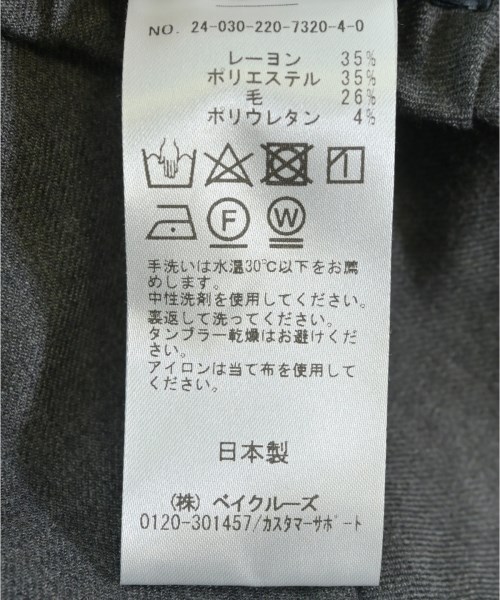 NO. 24-030-220-7320-4-0
レーヨン 35%
ポリエステル 35%
毛 26%
ポリウレタン 4%
F W
手洗いは水温30℃以下をお薦
めします。
中性洗剤を使用してください。
裏返して洗ってください。
タンブラー乾燥はお避けくだ
さい。
アイロンは当て布を使用して
ください。
日本製
(株) ベイクルーズ
0120-301457/カスタマーサポート